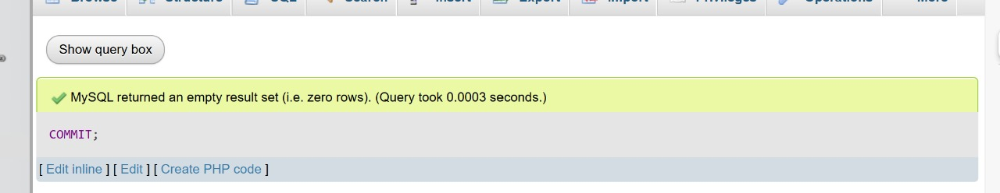 Browse Structure SQL Search Insert Export Import Privileges Operations More
Show query box
MySQL returned an empty result set (i.e. zero rows). (Query took 0.0003 seconds.)
COMMIT;
[ Edit inline ] [ Edit ] [ Create PHP code ]